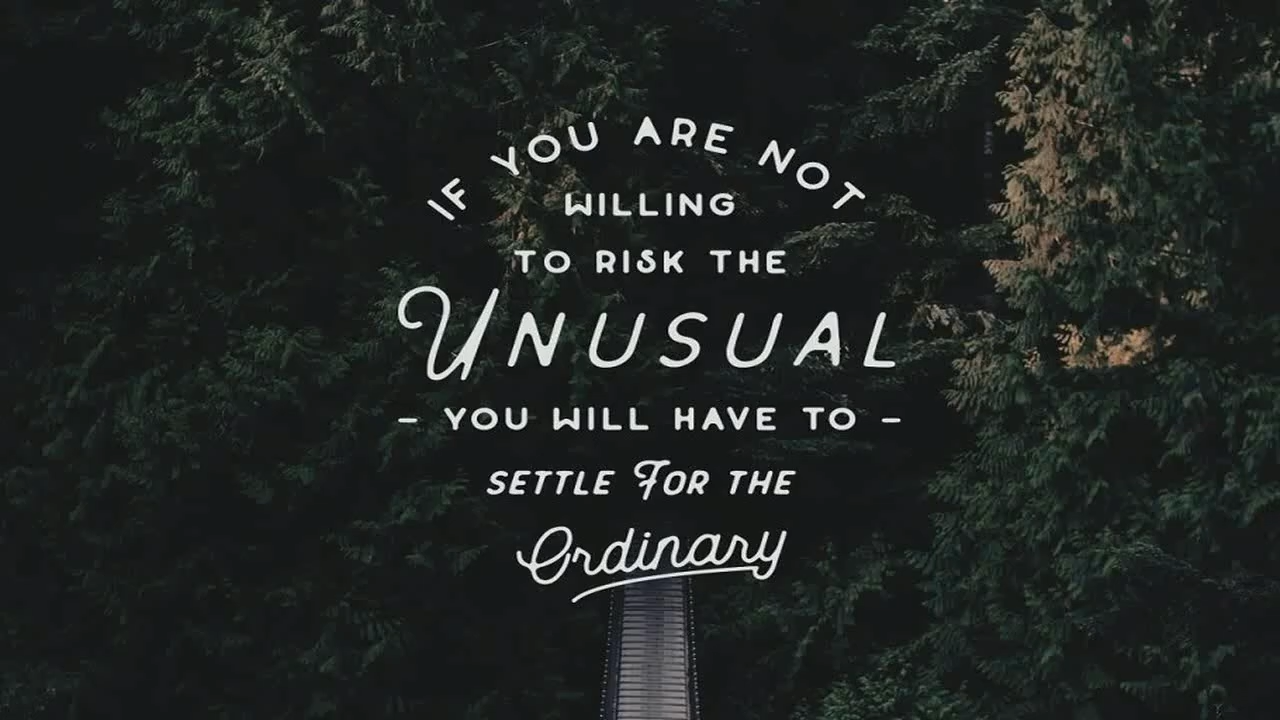 IF YOU ARE NOT
WILLING
TO RISK THE
UNUSUAL
- YOU WILL HAVE TO -
SETTLE FOR THE
Ordinary